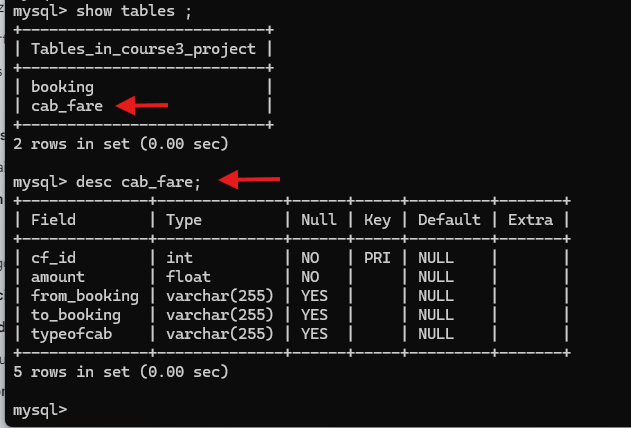 mysql> show tables ;
+---------------------------+
| Tables_in_course3_project |
+---------------------------+
| booking                   |
| cab_fare                  |
+---------------------------+
2 rows in set (0.00 sec)
mysql> desc cab_fare;
+--------------+--------------+------+-----+---------+-------+
| Field        | Type         | Null | Key | Default | Extra |
+--------------+--------------+------+-----+---------+-------+
| cf_id        | int          | NO   | PRI | NULL    |       |
| amount       | float        | NO   |     | NULL    |       |
| from_booking | varchar(255) | YES  |     | NULL    |       |
| to_booking   | varchar(255) | YES  |     | NULL    |       |
| typeofcab    | varchar(255) | YES  |     | NULL    |       |
+--------------+--------------+------+-----+---------+-------+
5 rows in set (0.00 sec)
mysql>